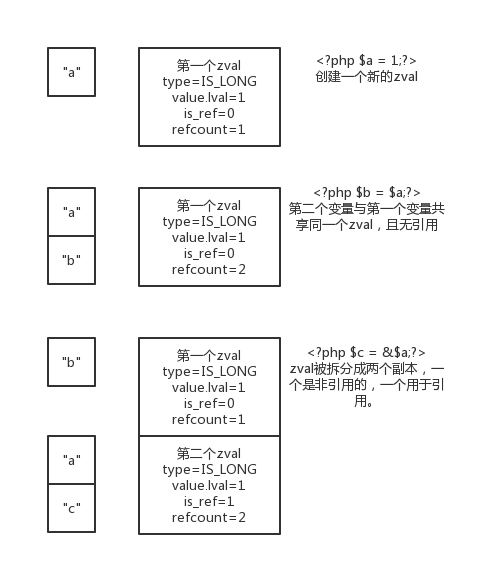 "a"
第一个zval
type=IS_LONG
value.lval=1
is_ref=0
refcount=1
<?php $a = 1;?>
创建一个新的zval
"a"
"b"
第一个zval
type=IS_LONG
value.lval=1
is_ref=0
refcount=2
<?php $b = $a;?>
第二个变量与第一个变量共
享同一个zval，且无引用
"b"
第一个zval
type=IS_LONG
value.lval=1
is_ref=0
refcount=1
<?php $c = &$a;?>
zval被拆分成两个副本，一
个是非引用的，一个用于引
用。
"a"
"c"
第二个zval
type=IS_LONG
value.lval=1
is_ref=1
refcount=2